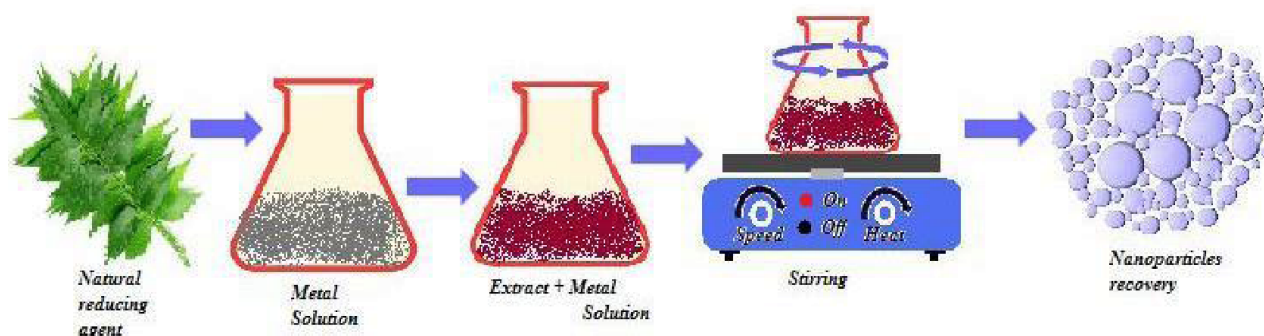 Natural
reducing
agent
Metal
Solution
Extract + Metal
Solution
On
Off
Speed
Heat
Stirring
Nanoparticles
recovery